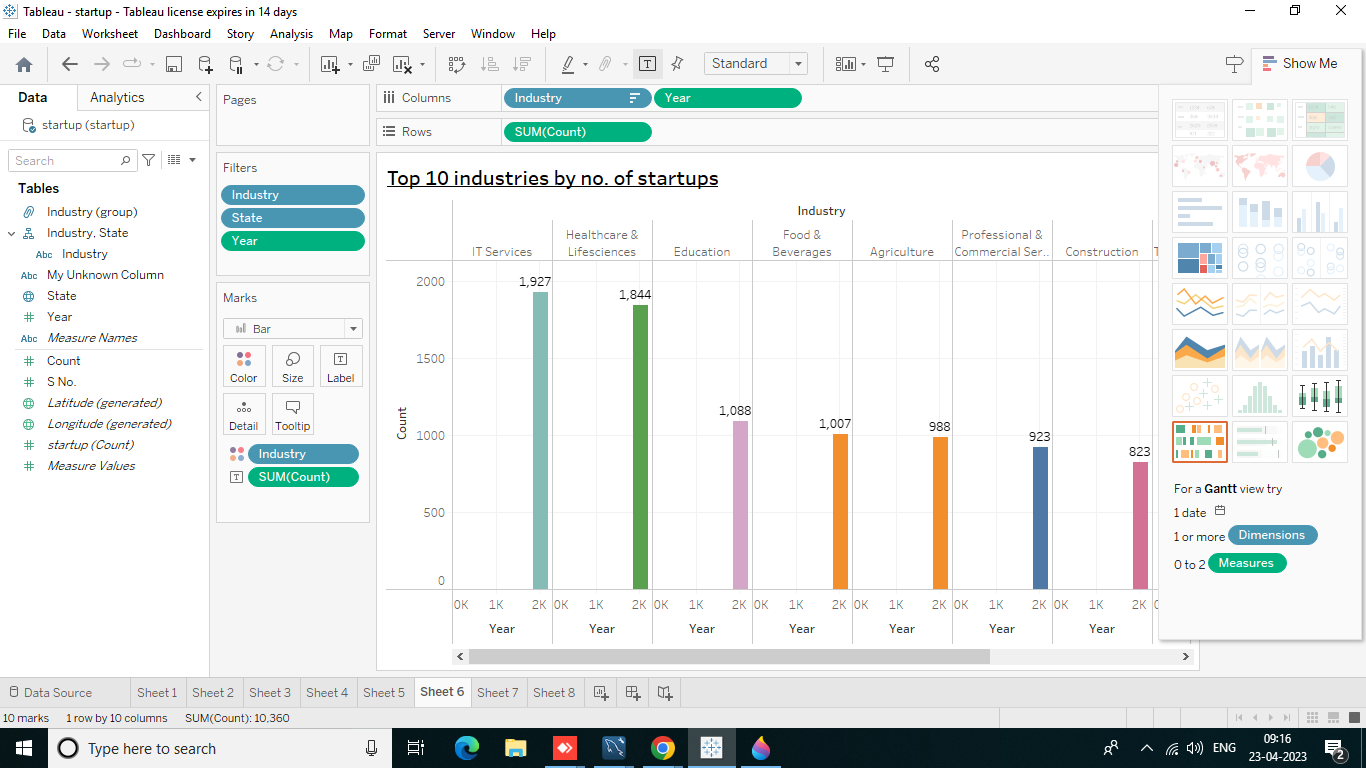 Tableau - startup - Tableau license expires in 14 days
File Data Worksheet Dashboard Story Analysis Map Format Server Window Help
Standard
Show Me
Data Analytics
startup (startup)
Search
Tables
Industry (group)
Industry, State
Abc Industry
Abc My Unknown Column
State
Year
Abc Measure Names
Count
S No.
Latitude (generated)
Longitude (generated)
startup (Count)
Measure Values
Pages
Filters
Industry
State
Year
Marks
Bar
Color Size Label
Detail Tooltip
Industry
SUM(Count)
Columns Industry Year
Rows SUM(Count)
Top 10 industries by no. of startups
Industry
IT Services
Healthcare &
Lifesciences
Education
Food &
Beverages
Agriculture
Professional &
Commercial Ser..
Construction
T
Count
2000
1500
1000
500
0
1,927
1,844
1,088
1,007
988
923
823
0K 1K 2K 0K 1K 2K 0K 1K 2K 0K 1K 2K 0K 1K 2K 0K 1K 2K 0K 1K 2K 0
Year Year Year Year Year Year Year
For a Gantt view try
1 date
1 or more Dimensions
0 to 2 Measures
Data Source Sheet 1 Sheet 2 Sheet 3 Sheet 4 Sheet 5 Sheet 6 Sheet 7 Sheet 8
10 marks 1 row by 10 columns SUM(Count): 10,360
Type here to search
ENG
09:16
23-04-2023
2